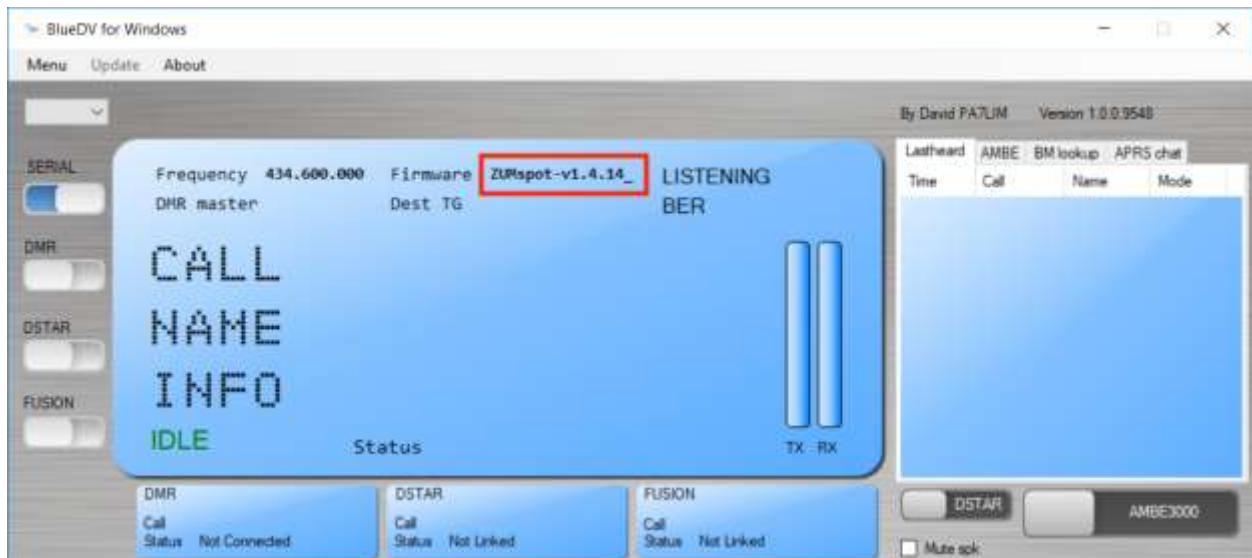 BlueDV for Windows
Menu Update About
By David PA7LIM Version 1.0.0.9548
SERIAL
DMR
DSTAR
FUSION
Frequency 434.600.000 Firmware ZUMspot-v1.4.14_ LISTENING
DMR master Dest TG BER
CALL
NAME
INFO
IDLE Status TX RX
Lastheard AMBE BM lookup APRS chat
Time Call Name Mode
DMR
Call
Status Not Connected
DSTAR
Call
Status Not Linked
FUSION
Call
Status Not Linked
DSTAR AMBE3000
Mute spk